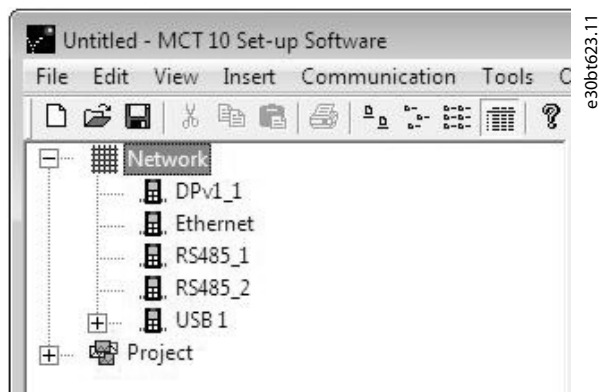 Untitled - MCT 10 Set-up Software
File Edit View Insert Communication Tools
Network
DPv1_1
Ethernet
RS485_1
RS485_2
USB 1
Project
e30bt623.11